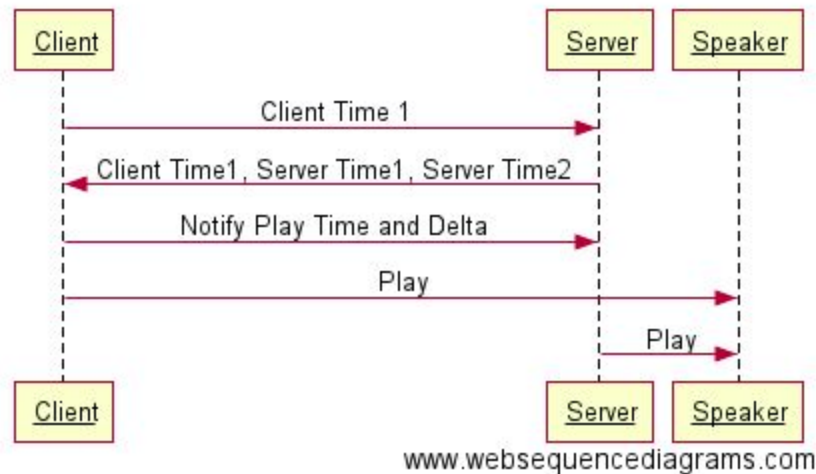 Client Server Speaker
Client Time 1
Client Time1, Server Time1, Server Time2
Notify Play Time and Delta
Play
Play
Client Server Speaker
www.websequencediagrams.com